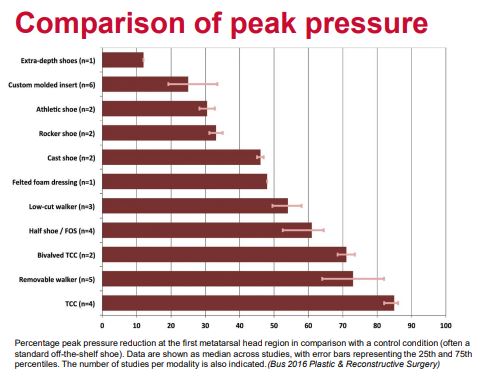 Comparison of peak pressure
Extra-depth shoes (n=1)
Custom molded insert (n=6)
Athletic shoe (n=2)
Rocker shoe (n=2)
Cast shoe (n=2)
Felted foam dressing (n=1)
Low-cut walker (n=3)
Half shoe / FOS (n=4)
Bivalved TCC (n=2)
Removable walker (n=5)
TCC (n=4)
0 10 20 30 40 50 60 70 80 90 100
Percentage peak pressure reduction at the first metatarsal head region in comparison with a control condition (often a
standard off-the-shelf shoe). Data are shown as median across studies, with error bars representing the 25th and 75th
percentiles. The number of studies per modality is also indicated.(Bus 2016 Plastic & Reconstructive Surgery)